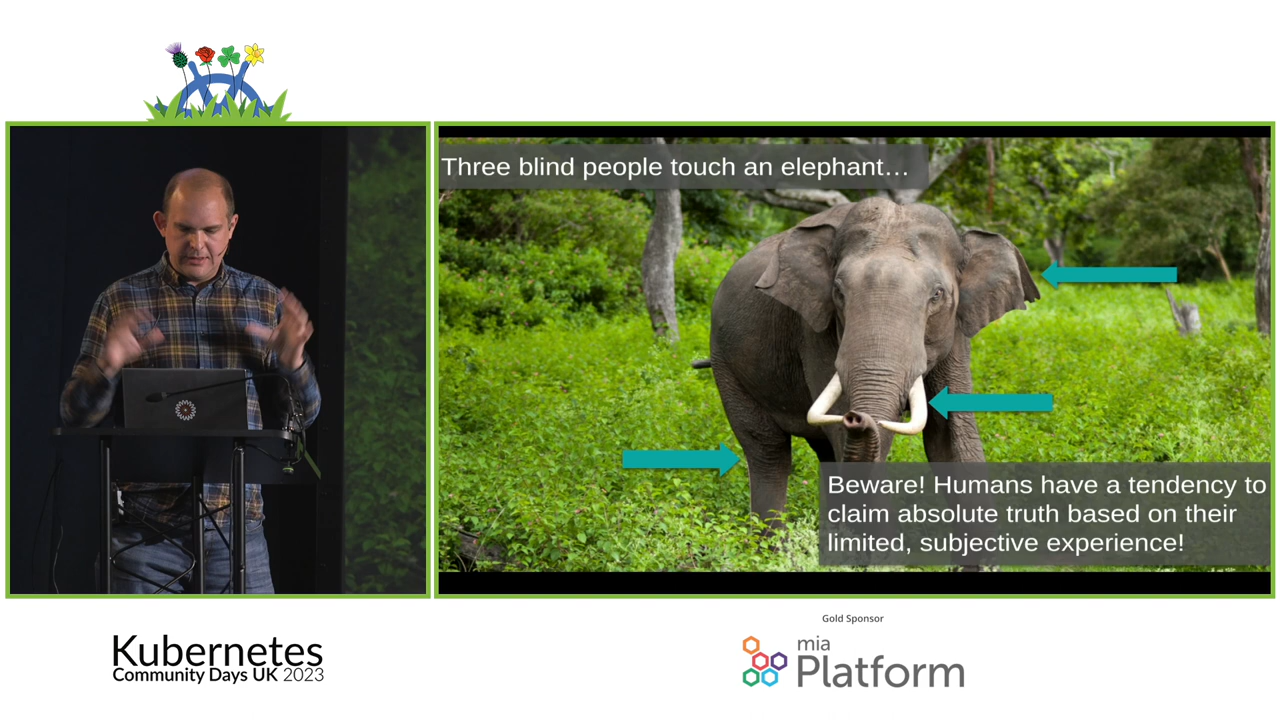 Three blind people touch an elephant…
Beware! Humans have a tendency to
claim absolute truth based on their
limited, subjective experience!
Kubernetes
Community Days UK 2023
Gold Sponsor
mia
Platform